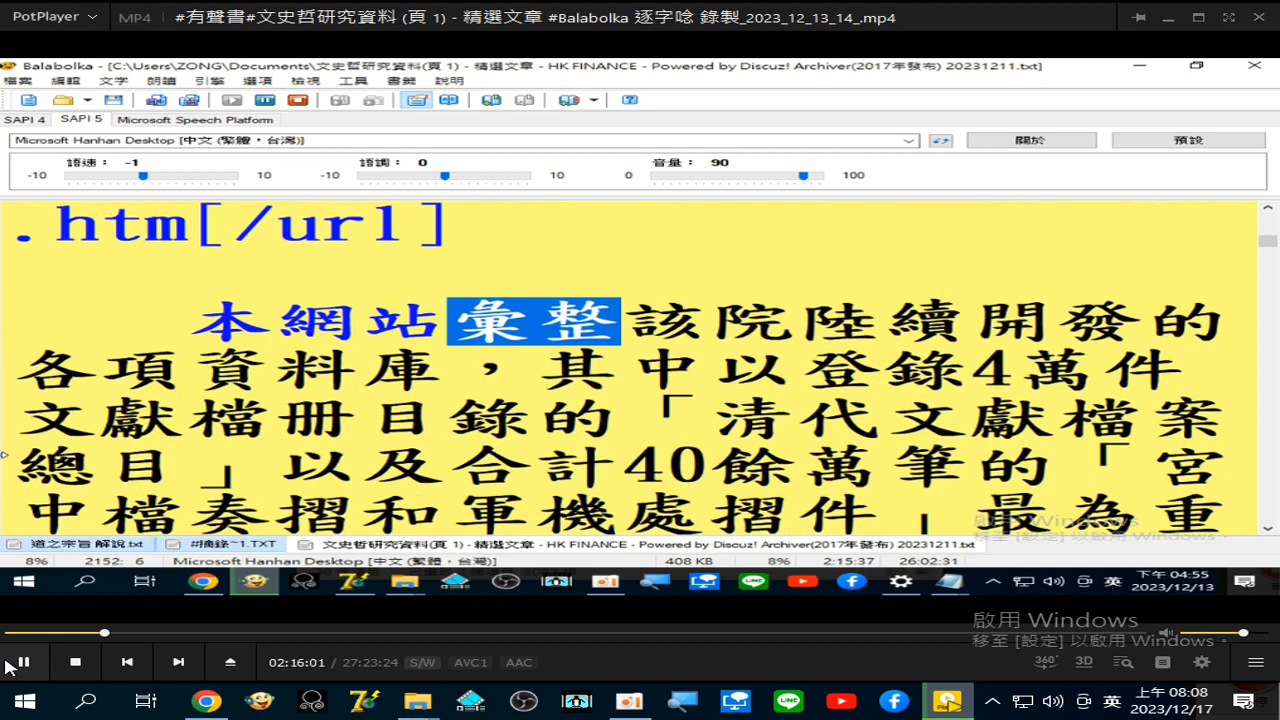 PotPlayer MP4 #有聲書#文史哲研究資料 (頁 1) - 精選文章 #Balabolka 逐字唸 錄製_2023_12_13_14_.mp4
Balabolka - [C:\Users\ZONG\Documents\文史哲研究資料(頁 1) - 精選文章 - HK FINANCE - Powered by Discuz! Archiver(2017年發布) 20231211.txt]
檔案 編輯 文字 朗讀 引擎 選項 檢視 工具 書籤 說明
SAPI 4 SAPI 5 Microsoft Speech Platform
Microsoft Hanhan Desktop [中文 (繁體，台灣)] 關於 預設
語速： -1 語調： 0 音量： 90
-10 10 -10 10 0 100
.htm[/url]
本網站彙整該院陸續開發的
各項資料庫，其中以登錄4萬件
文獻檔冊目錄的「清代文獻檔案
總目」以及合計40餘萬筆的「宮
中檔奏摺和軍機處摺件」最為重
啟用 Windows
移至 [設定] 以啟用 Windows。
道之宗旨 解說.txt #摘錄~1.TXT 文史哲研究資料(頁 1) - 精選文章 - HK FINANCE - Powered by Discuz! Archiver(2017年發布) 20231211.txt
8% 2152: 6 Microsoft Hanhan Desktop [中文 (繁體，台灣)] 408 KB 8% 2:15:37 26:02:31
英 下午 04:55
2023/12/13
啟用 Windows
移至 [設定] 以啟用 Windows。
02:16:01 / 27:23:24 S/W AVC1 AAC 360° 3D
英 上午 08:08
2023/12/17